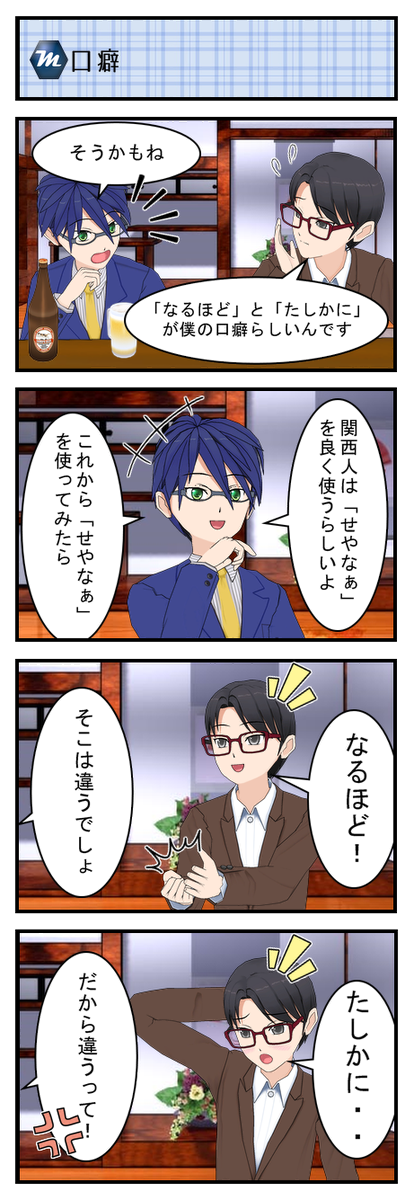 M口癖
そうかもね
「なるほど」と「たしかに」
が僕の口癖らしいんです
関西人は「せやなぁ」
を良く使うらしいよ
これから「せやなぁ」
を使ってみたら
なるほど！
そこは違うでしょ
たしかに・・
だから違うって！